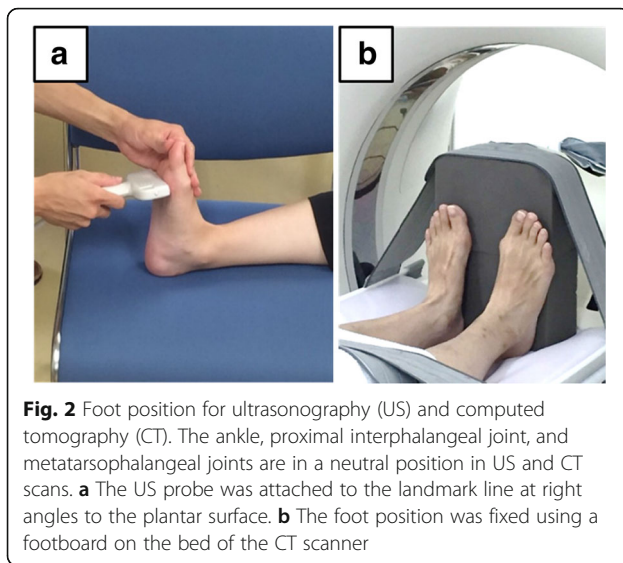 a
b
Fig. 2 Foot position for ultrasonography (US) and computed
tomography (CT). The ankle, proximal interphalangeal joint, and
metatarsophalangeal joints are in a neutral position in US and CT
scans. a The US probe was attached to the landmark line at right
angles to the plantar surface. b The foot position was fixed using a
footboard on the bed of the CT scanner